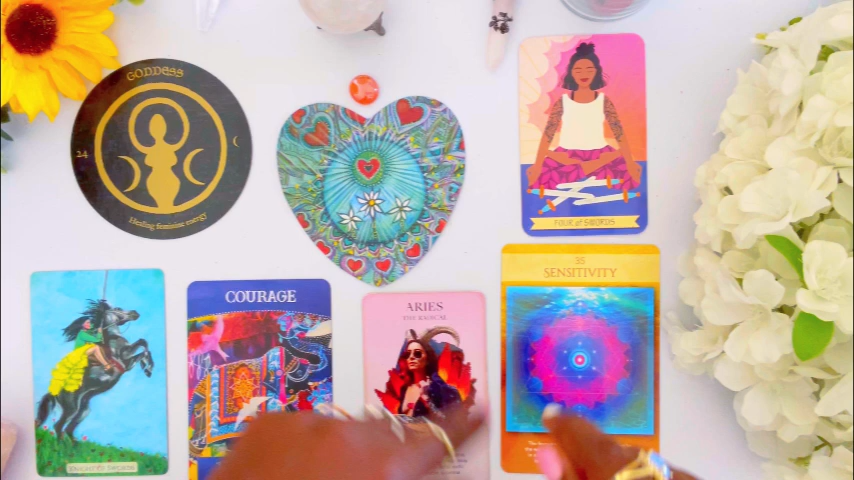 GODDESS
24
Healing feminine energy
FOUR of SWORDS
KNIGHT of SWORDS
COURAGE
ARIES
THE RADICAL
35
SENSITIVITY